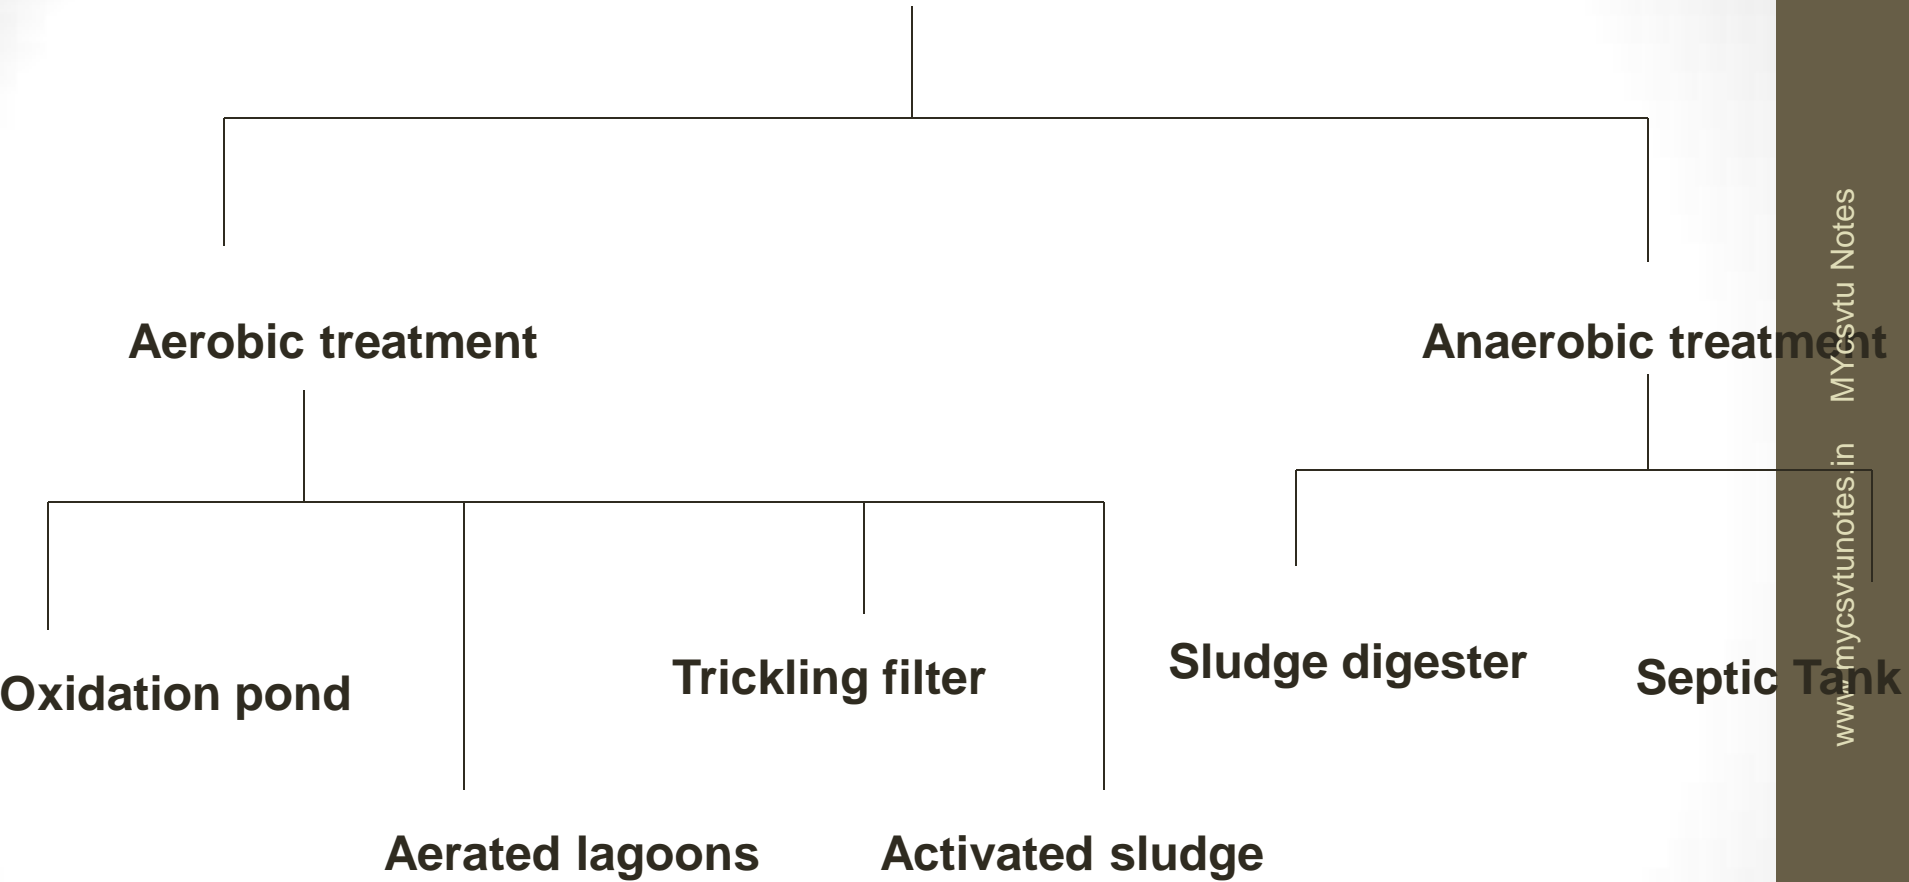 Aerobic treatment
Anaerobic treatment
Oxidation pond
Trickling filter
Sludge digester
Septic Tank
Aerated lagoons
Activated sludge
www.mycsvtunotes.in MYcsvtu Notes